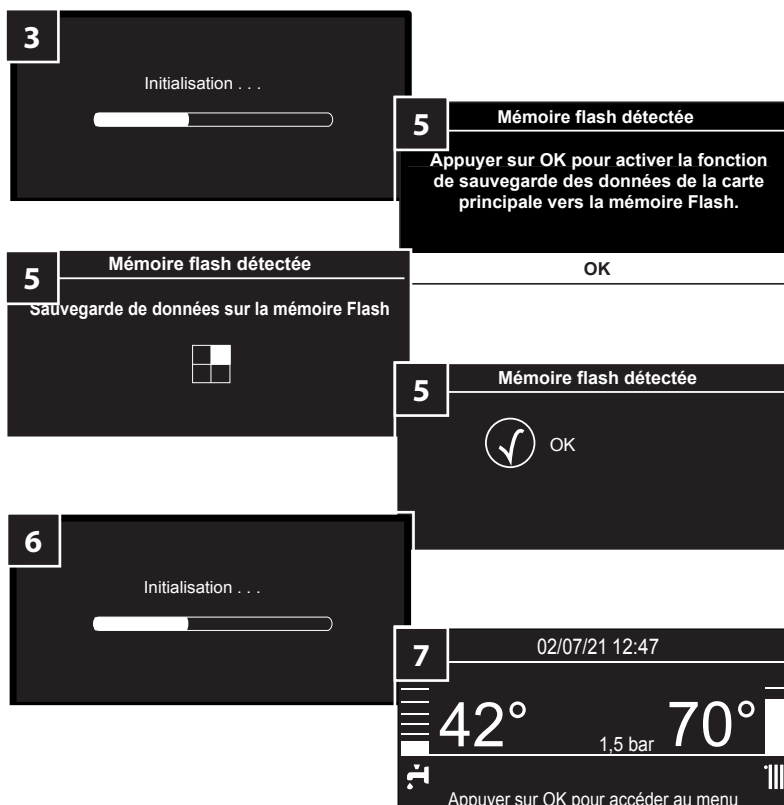 3
Initialisation . . .
5
Mémoire flash détectée
Appuyer sur OK pour activer la fonction
de sauvegarde des données de la carte
principale vers la mémoire Flash.
OK
5
Mémoire flash détectée
Sauvegarde de données sur la mémoire Flash
5
Mémoire flash détectée
OK
6
Initialisation . . .
7
02/07/21 12:47
42° 1,5 bar 70°
Appuyer sur OK pour accéder au menu